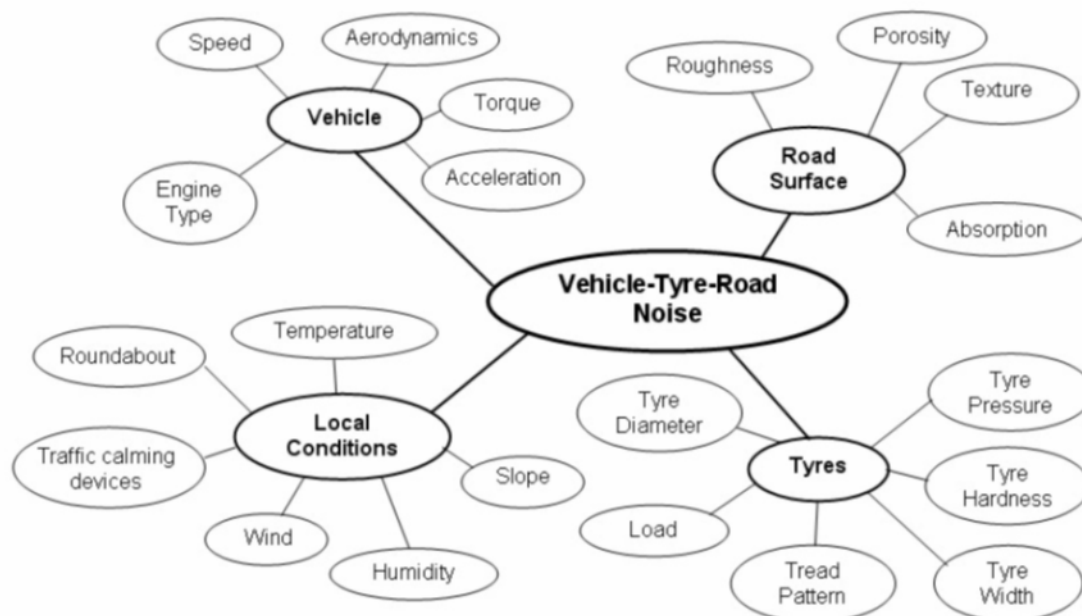 Speed
Aerodynamics
Torque
Vehicle
Engine
Type
Acceleration
Roughness
Porosity
Texture
Road
Surface
Absorption
Vehicle-Tyre-Road
Noise
Temperature
Roundabout
Local
Conditions
Traffic calming
devices
Slope
Wind
Humidity
Tyre
Diameter
Tyre
Pressure
Tyres
Tyre
Hardness
Load
Tread
Pattern
Tyre
Width